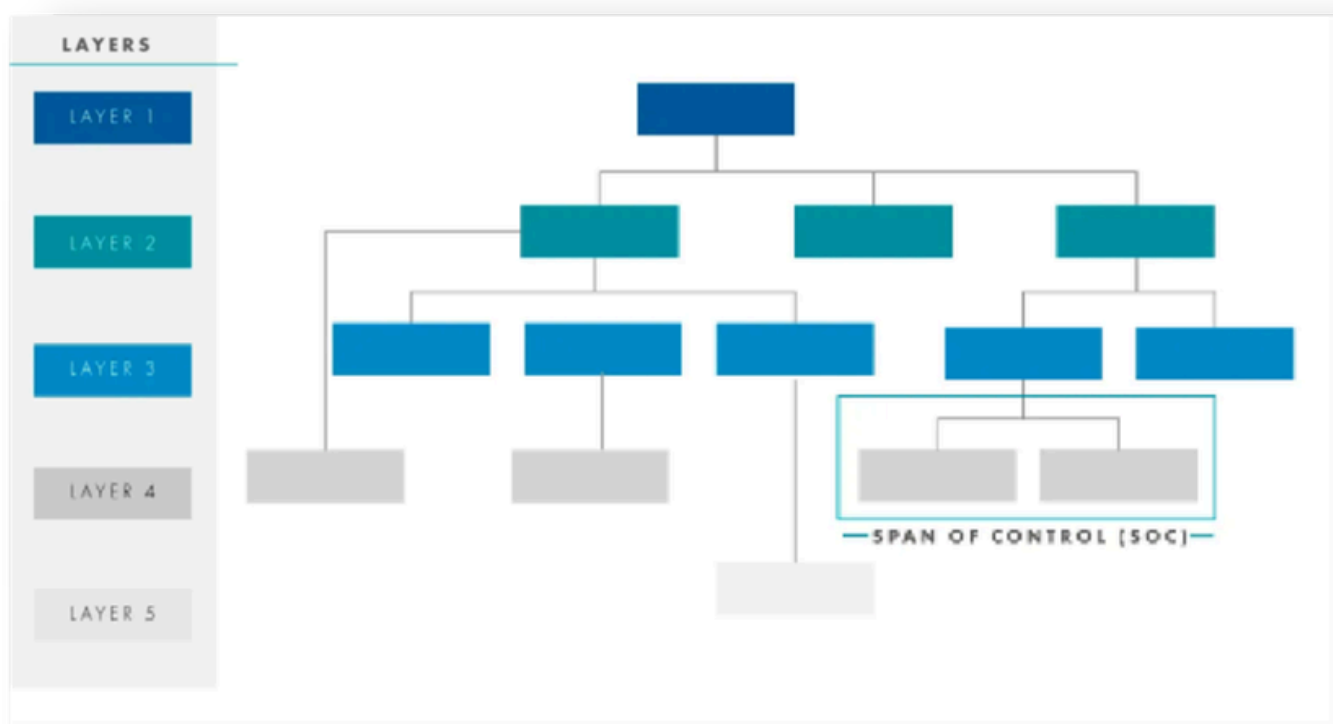 LAYERS
LAYER 1
LAYER 2
LAYER 3
LAYER 4
LAYER 5
SPAN OF CONTROL [SOC]